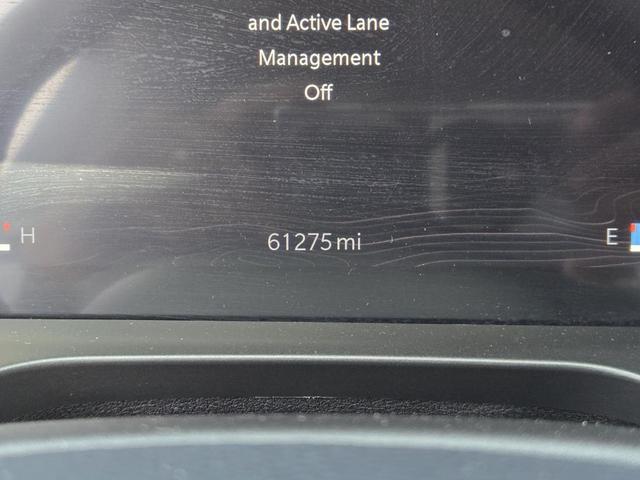 and Active Lane
Management
Off
H
61275 mi
E